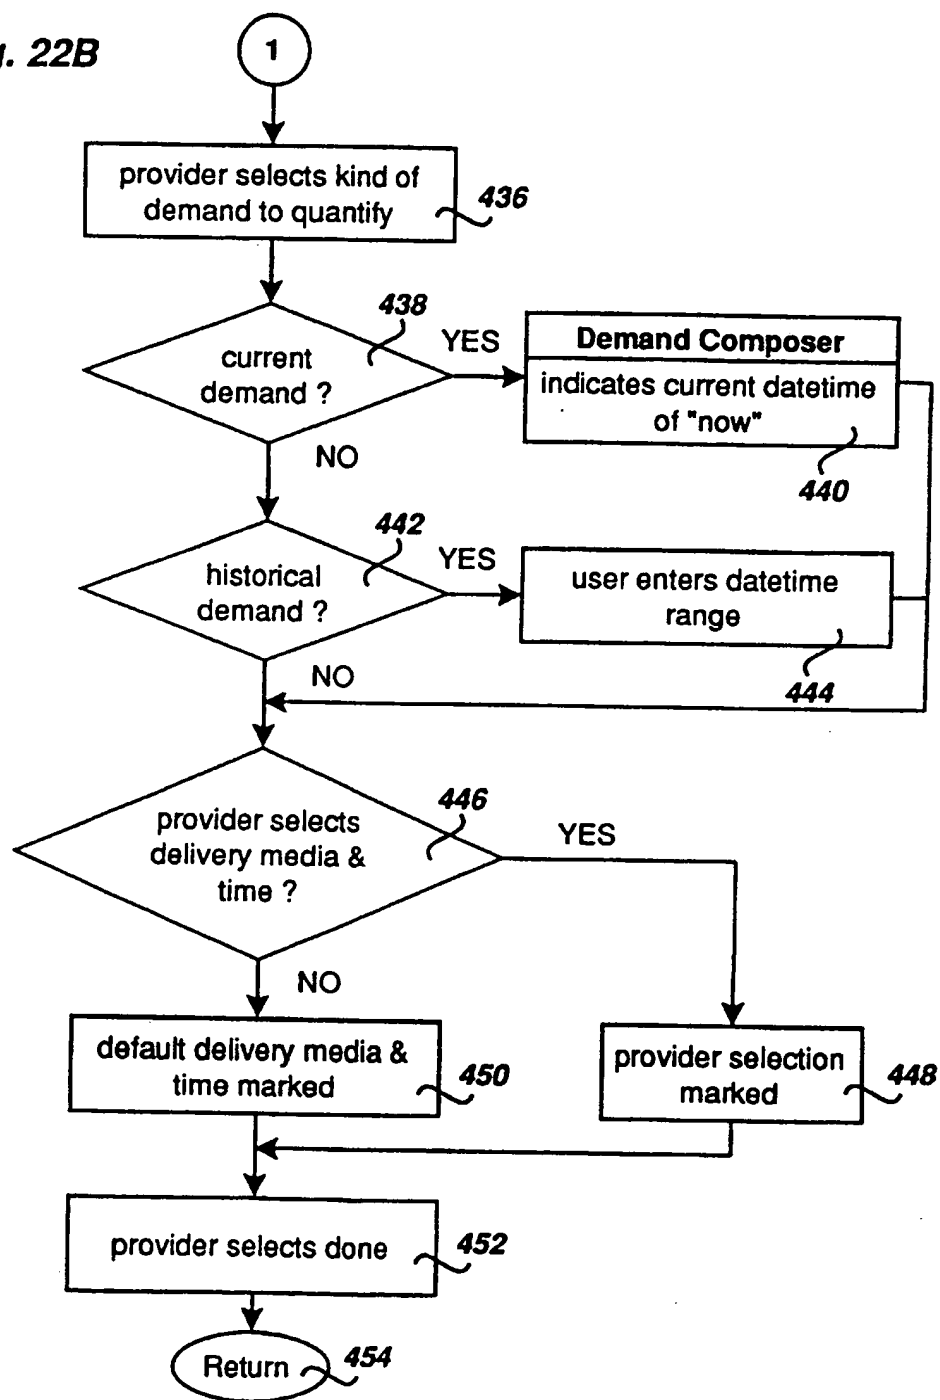 g. 22B
1
provider selects kind of
demand to quantify
436
438
current
demand ?
YES
Demand Composer
indicates current datetime
of "now"
440
NO
442
historical
demand ?
YES
user enters datetime
range
444
NO
446
provider selects
delivery media &
time ?
YES
NO
default delivery media &
time marked
450
provider selection
marked
448
provider selects done
452
Return
454